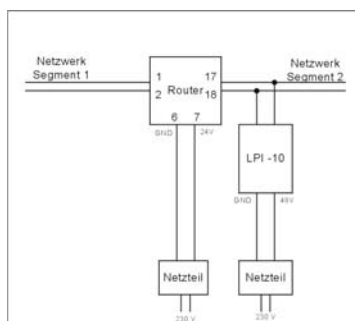 Netzwerk
Segment 1
Netzwerk
Segment 2
1
17
Router
2
18
6
7
GND
24V
LPI -10
GND
48V
Netzteil
Netzteil
230 V
230 V